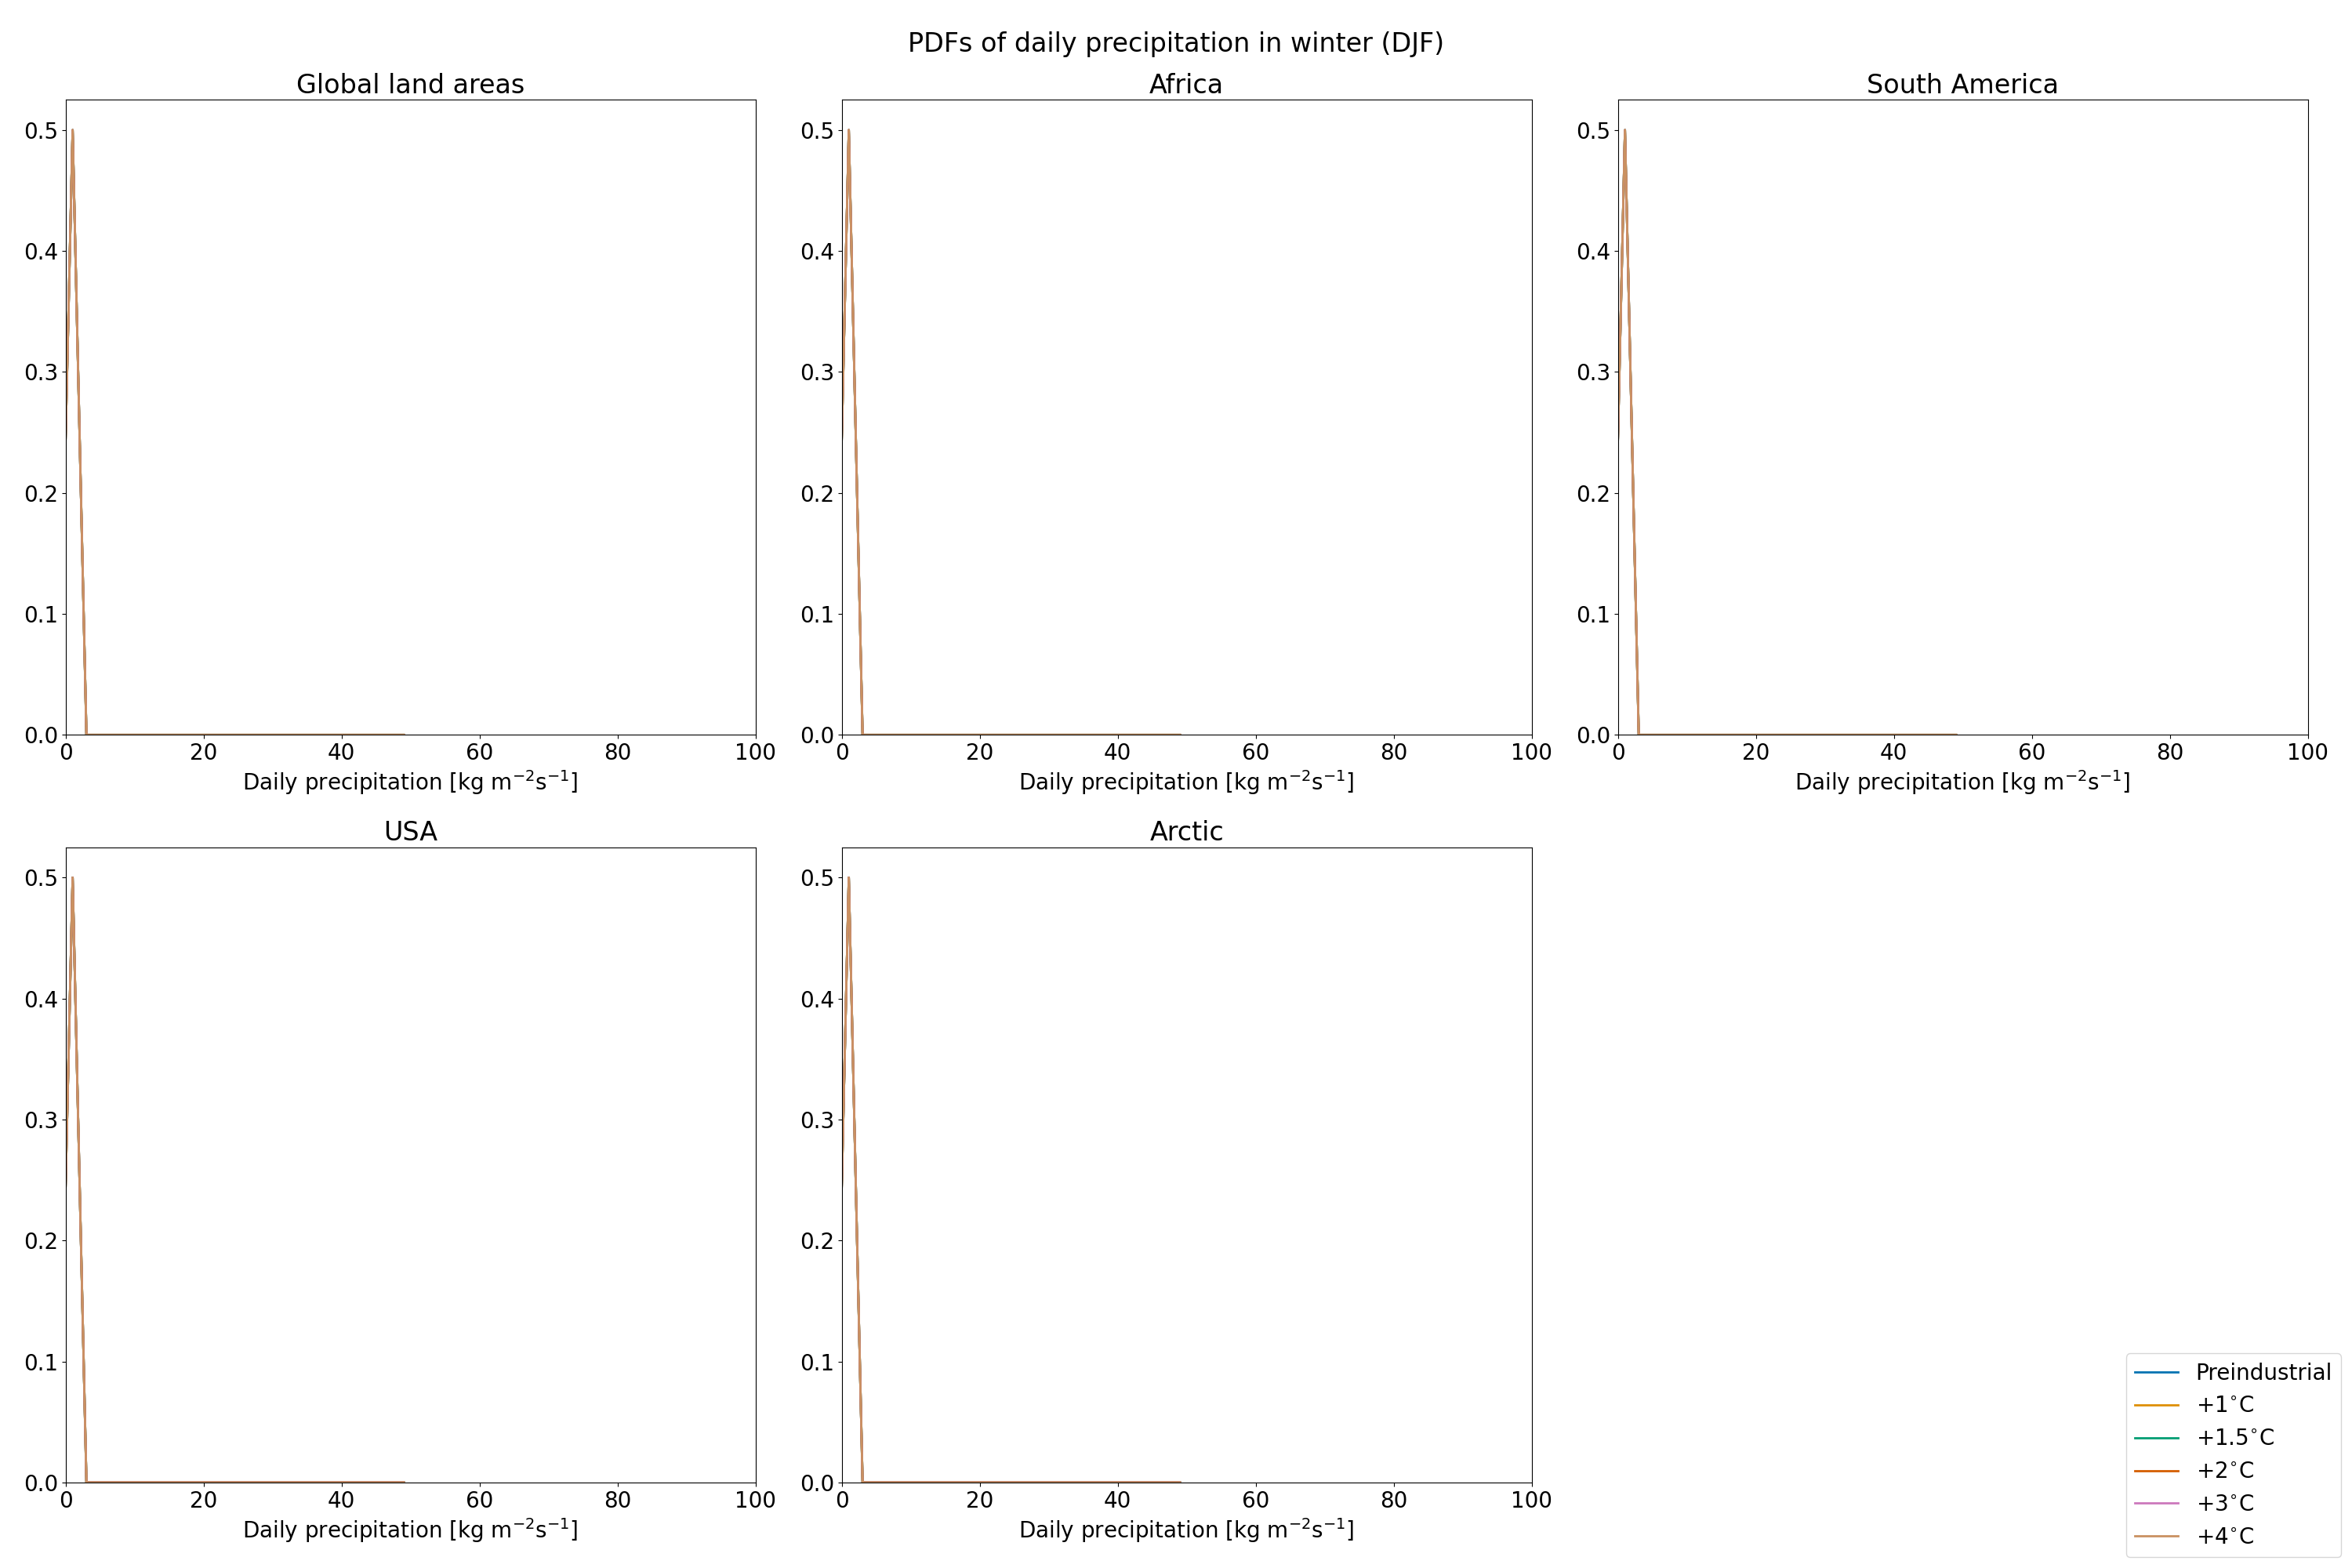 PDFs of daily precipitation in winter (DJF)
Global land areas
0.5
0.4
0.3
0.2
0.1
0.0
0 20 40 60 80 100
Daily precipitation [kg m⁻²s⁻¹]
Africa
0.5
0.4
0.3
0.2
0.1
0.0
0 20 40 60 80 100
Daily precipitation [kg m⁻²s⁻¹]
South America
0.5
0.4
0.3
0.2
0.1
0.0
0 20 40 60 80 100
Daily precipitation [kg m⁻²s⁻¹]
USA
0.5
0.4
0.3
0.2
0.1
0.0
0 20 40 60 80 100
Daily precipitation [kg m⁻²s⁻¹]
Arctic
0.5
0.4
0.3
0.2
0.1
0.0
0 20 40 60 80 100
Daily precipitation [kg m⁻²s⁻¹]
Preindustrial
+1°C
+1.5°C
+2°C
+3°C
+4°C